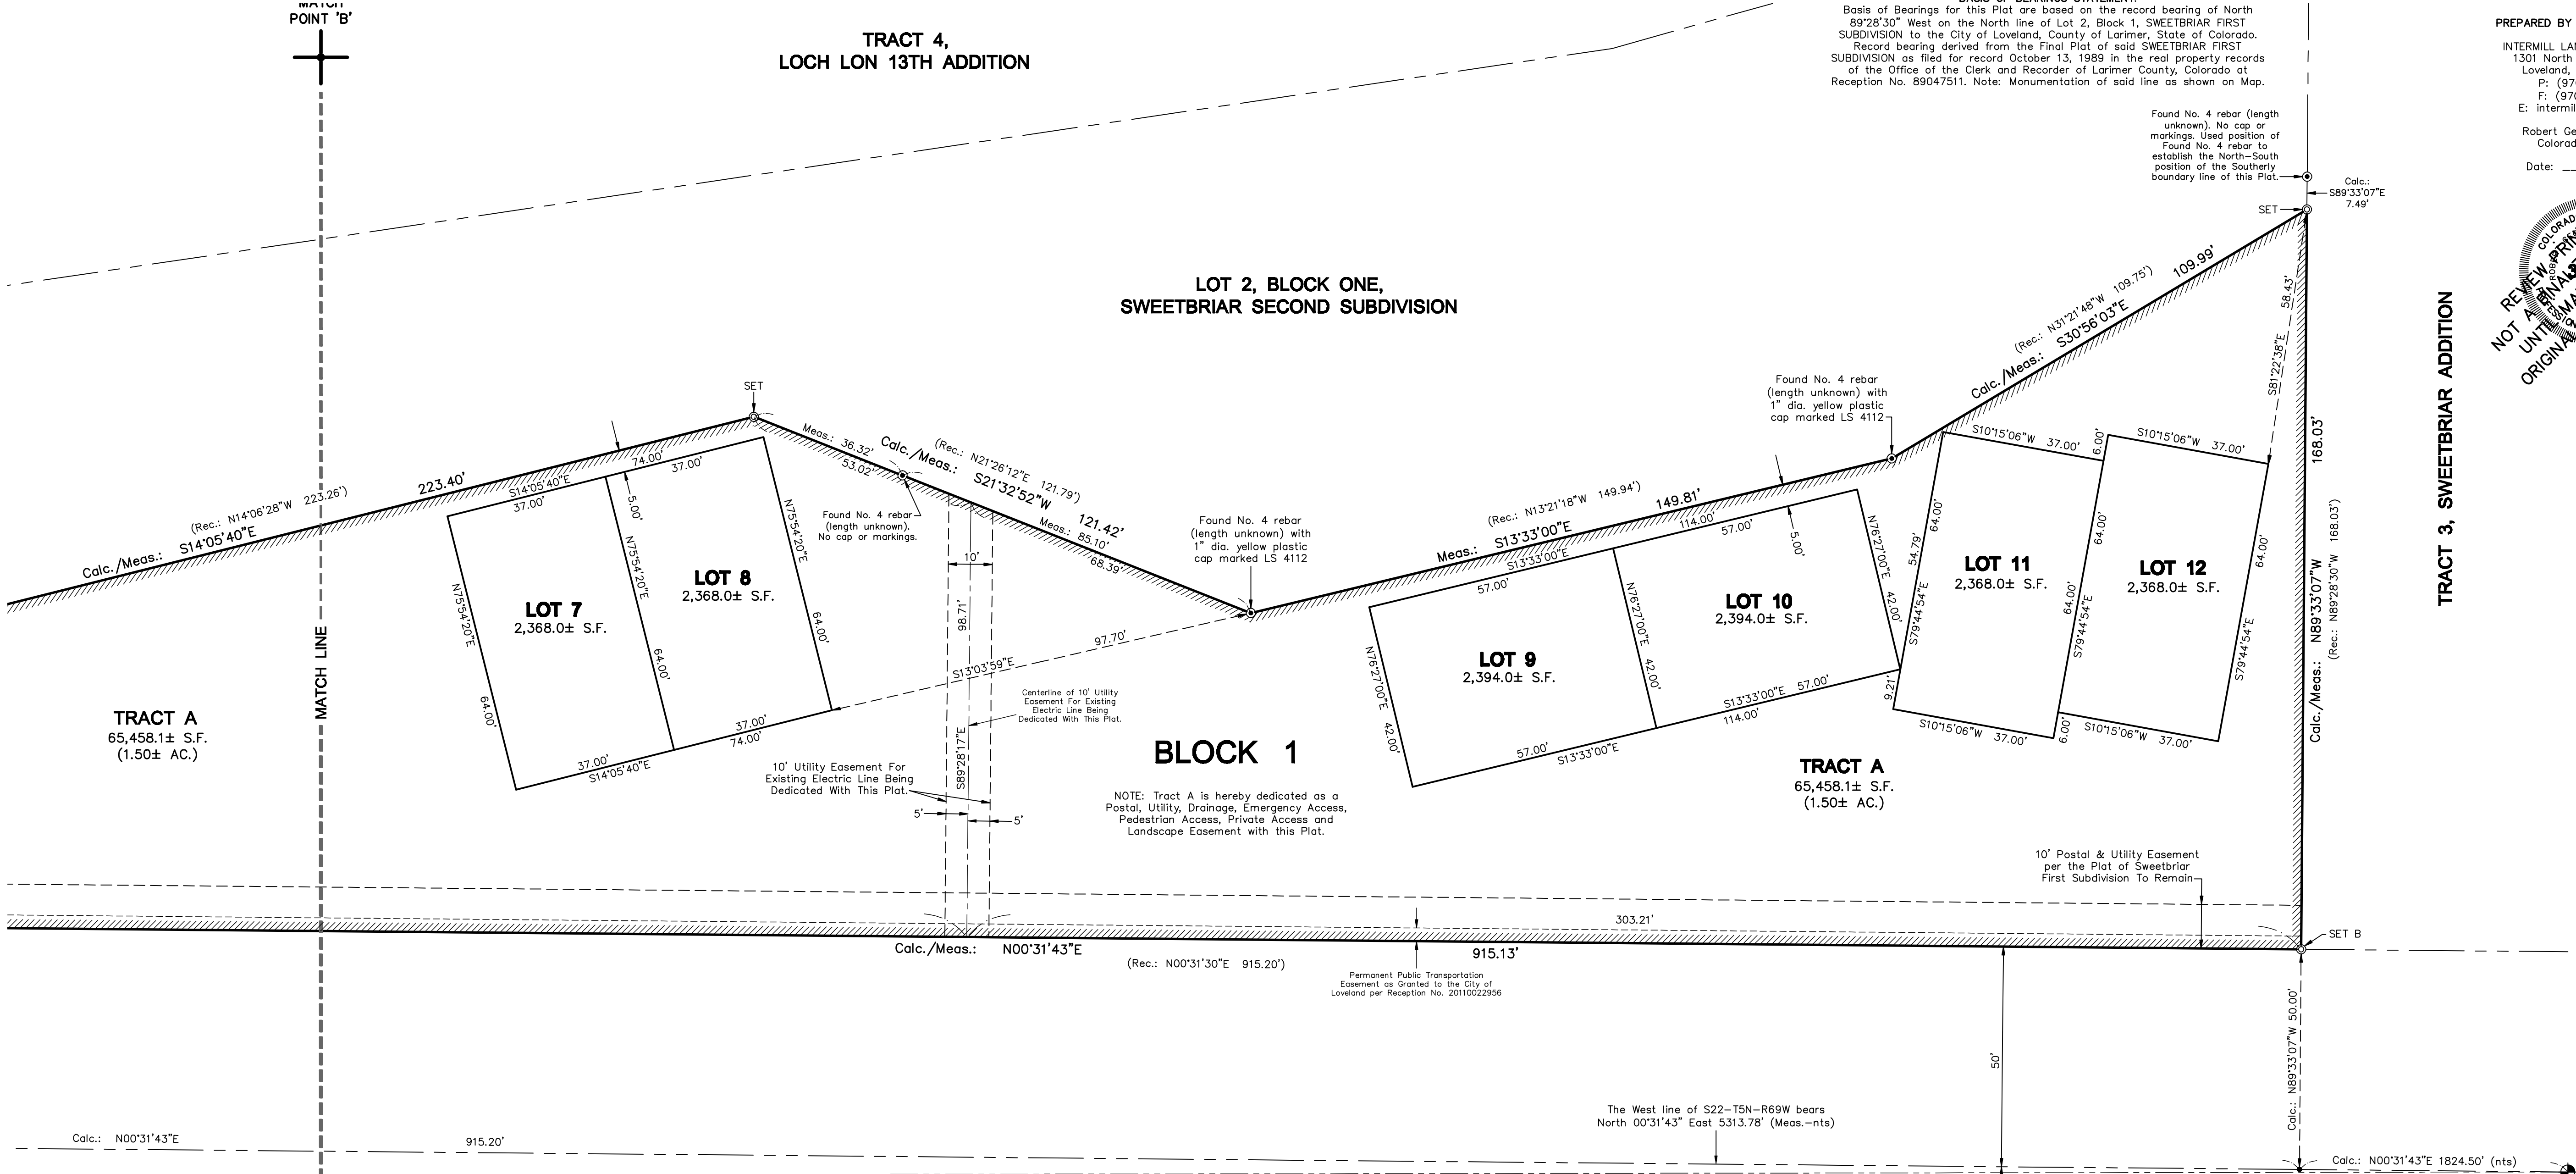 POINT 'B'
TRACT 4,
LOCH LON 13TH ADDITION
Basis of Bearings for this Plat are based on the record bearing of North
89°28'30" West on the North line of Lot 2, Block 1, SWEETBRIAR FIRST
SUBDIVISION to the City of Loveland, County of Larimer, State of Colorado.
Record bearing derived from the Final Plat of said SWEETBRIAR FIRST
SUBDIVISION as filed for record October 13, 1989 in the real property records
of the Office of the Clerk and Recorder of Larimer County, Colorado at
Reception No. 89047511. Note: Monumentation of said line as shown on Map.
PREPARED BY
INTERMILL
1301 North
Loveland,
P: (97
F: (97
E: intermil
Robert
Colorad
Date:
Found No. 4 rebar (length
unknown). No cap or
markings. Used position of
Found No. 4 rebar to
establish the North-South
position of the Southerly
boundary line of this Plat.
Calc.:
S89°33'07"E
7.49'
SET
REVIEW
NOT A
UNTIL
ORIGINAL
LOT 2, BLOCK ONE,
SWEETBRIAR SECOND SUBDIVISION
TRACT 3, SWEETBRIAR ADDITION
(Rec.: N31°21'48"W 109.75')
109.99'
Calc./Meas.: S30°56'03"E
58.43'
S81°22'38"E
168.03'
Calc./Meas.: N89°33'07"W
(Rec.: N89°28'30"W 168.03')
SET
Found No. 4 rebar
(length unknown) with
1" dia. yellow plastic
cap marked LS 4112
(Rec.: N14°06'28"W 223.26')
223.40'
Calc./Meas.: S14°05'40"E
74.00'
37.00'
S14°05'40"E
37.00'
5.00'
Meas.: 36.32'
53.02'
(Rec.: N21°26'12"E 121.79')
Calc./Meas.: S21°32'52"W 121.42'
Meas.: 85.10'
68.39'
Found No. 4 rebar
(length unknown).
No cap or markings.
Found No. 4 rebar
(length unknown) with
1" dia. yellow plastic
cap marked LS 4112
(Rec.: N13°21'18"W 149.94')
149.81'
Meas.: S13°33'00"E
114.00'
57.00'
S13°33'00"E
57.00'
5.00'
N75°54'20"E
64.00'
LOT 7
2,368.0± S.F.
N75°54'20"E
64.00'
LOT 8
2,368.0± S.F.
N75°54'20"E
64.00'
37.00'
74.00'
37.00'
S14°05'40"E
10'
98.71'
S89°28'17"E
97.70'
S13°03'59"E
Centerline of 10' Utility
Easement For Existing
Electric Line Being
Dedicated With This Plat.
10' Utility Easement For
Existing Electric Line Being
Dedicated With This Plat.
5'
5'
N76°27'00"E 42.00'
LOT 9
2,394.0± S.F.
N76°27'00"E 42.00'
LOT 10
2,394.0± S.F.
N76°27'00"E 42.00'
S13°33'00"E 57.00'
114.00'
57.00'
S13°33'00"E
S10°15'06"W 37.00'
6.00'
S10°15'06"W 37.00'
64.00'
54.79'
S79°44'54"E
9.21'
LOT 11
2,368.0± S.F.
64.00'
64.00'
S79°44'54"E
LOT 12
2,368.0± S.F.
64.00'
S79°44'54"E
S10°15'06"W 37.00'
6.00'
S10°15'06"W 37.00'
TRACT A
65,458.1± S.F.
(1.50± AC.)
MATCH LINE
BLOCK 1
NOTE: Tract A is hereby dedicated as a
Postal, Utility, Drainage, Emergency Access,
Pedestrian Access, Private Access and
Landscape Easement with this Plat.
TRACT A
65,458.1± S.F.
(1.50± AC.)
10' Postal & Utility Easement
per the Plat of Sweetbriar
First Subdivision To Remain
303.21'
SET B
Calc./Meas.: N00°31'43"E
915.13'
(Rec.: N00°31'30"E 915.20')
Permanent Public Transportation
Easement as Granted to the City of
Loveland per Reception No. 20110022956
50'
Calc.: N89°33'07"W 50.00'
The West line of S22-T5N-R69W bears
North 00°31'43" East 5313.78' (Meas.-nts)
Calc.: N00°31'43"E
915.20'
Calc.: N00°31'43"E 1824.50' (nts)